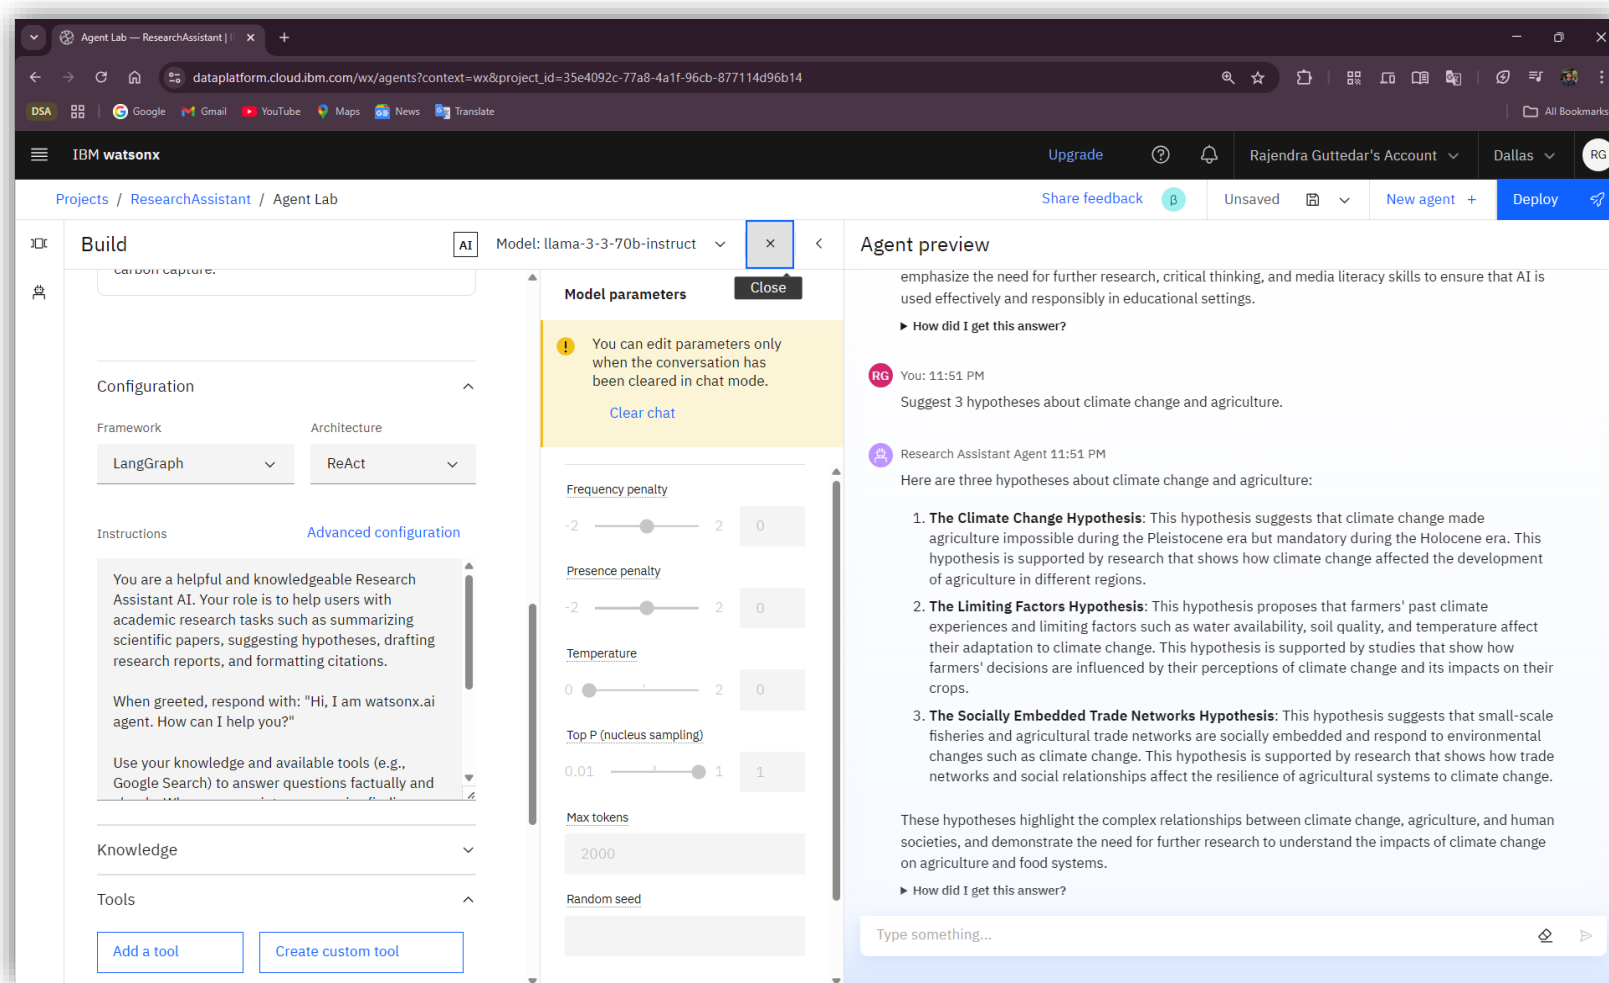 Agent Lab — ResearchAssistant |
dataplatform.cloud.ibm.com/wx/agents?context=wx&project_id=35e4092c-77a8-4a1f-96cb-877114d96b14
DSA Google Gmail YouTube Maps News Translate All Bookmarks
IBM watsonx Upgrade Rajendra Guttedar's Account Dallas RG
Projects / ResearchAssistant / Agent Lab Share feedback β Unsaved New agent + Deploy
Build AI Model: llama-3-3-70b-instruct
Close
carbon capture.
Configuration
Framework Architecture
LangGraph ReAct
Instructions Advanced configuration
You are a helpful and knowledgeable Research
Assistant AI. Your role is to help users with
academic research tasks such as summarizing
scientific papers, suggesting hypotheses, drafting
research reports, and formatting citations.
When greeted, respond with: "Hi, I am watsonx.ai
agent. How can I help you?"
Use your knowledge and available tools (e.g.,
Google Search) to answer questions factually and
Knowledge
Tools
Add a tool Create custom tool
Model parameters
You can edit parameters only
when the conversation has
been cleared in chat mode.
Clear chat
Frequency penalty
-2 2 0
Presence penalty
-2 2 0
Temperature
0 2 0
Top P (nucleus sampling)
0.01 1 1
Max tokens
2000
Random seed
Agent preview
emphasize the need for further research, critical thinking, and media literacy skills to ensure that AI is
used effectively and responsibly in educational settings.
How did I get this answer?
RG You: 11:51 PM
Suggest 3 hypotheses about climate change and agriculture.
Research Assistant Agent 11:51 PM
Here are three hypotheses about climate change and agriculture:
1. The Climate Change Hypothesis: This hypothesis suggests that climate change made
agriculture impossible during the Pleistocene era but mandatory during the Holocene era. This
hypothesis is supported by research that shows how climate change affected the development
of agriculture in different regions.
2. The Limiting Factors Hypothesis: This hypothesis proposes that farmers' past climate
experiences and limiting factors such as water availability, soil quality, and temperature affect
their adaptation to climate change. This hypothesis is supported by studies that show how
farmers' decisions are influenced by their perceptions of climate change and its impacts on their
crops.
3. The Socially Embedded Trade Networks Hypothesis: This hypothesis suggests that small-scale
fisheries and agricultural trade networks are socially embedded and respond to environmental
changes such as climate change. This hypothesis is supported by research that shows how trade
networks and social relationships affect the resilience of agricultural systems to climate change.
These hypotheses highlight the complex relationships between climate change, agriculture, and human
societies, and demonstrate the need for further research to understand the impacts of climate change
on agriculture and food systems.
How did I get this answer?
Type something...